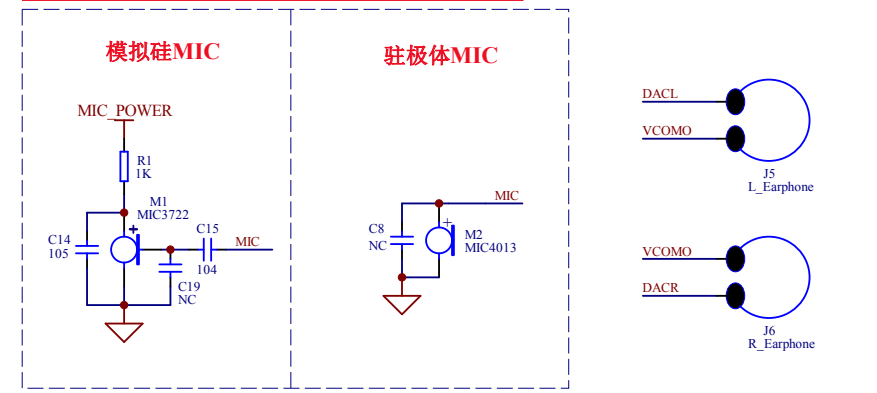 模拟硅MIC
驻极体MIC
MIC_POWER
R1
1K
M1
MIC3722
+
C14
105
C15
104
MIC
C19
NC
MIC
C8
NC
+
M2
MIC4013
DACL
VCOMO
J5
L_Earphone
VCOMO
DACR
J6
R_Earphone